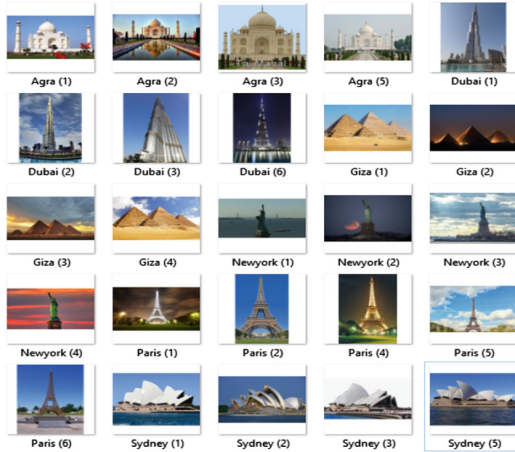 Agra (1) Agra (2) Agra (3) Agra (5) Dubai (1)
Dubai (2) Dubai (3) Dubai (6) Giza (1) Giza (2)
Giza (3) Giza (4) Newyork (1) Newyork (2) Newyork (3)
Newyork (4) Paris (1) Paris (2) Paris (4) Paris (5)
Paris (6) Sydney (1) Sydney (2) Sydney (3) Sydney (5)